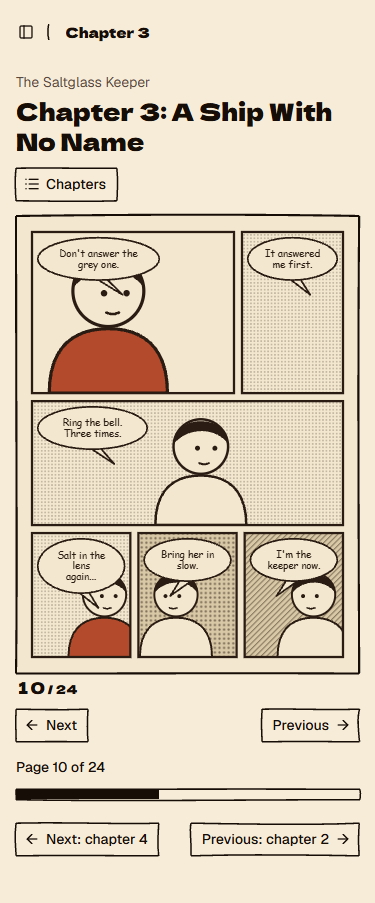 Chapter 3
The Saltglass Keeper
Chapter 3: A Ship With
No Name
Chapters
Don't answer the
grey one.
It answered
me first.
Ring the bell.
Three times.
Salt in the
lens
again...
Bring her in
slow.
I'm the
keeper now.
10/24
Next
Previous
Page 10 of 24
Next: chapter 4
Previous: chapter 2